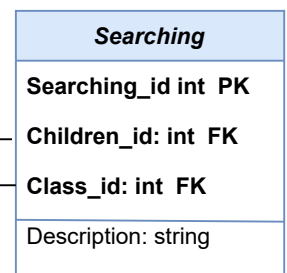 Searching
Searching_id int PK
Children_id: int FK
Class_id: int FK
Description: string